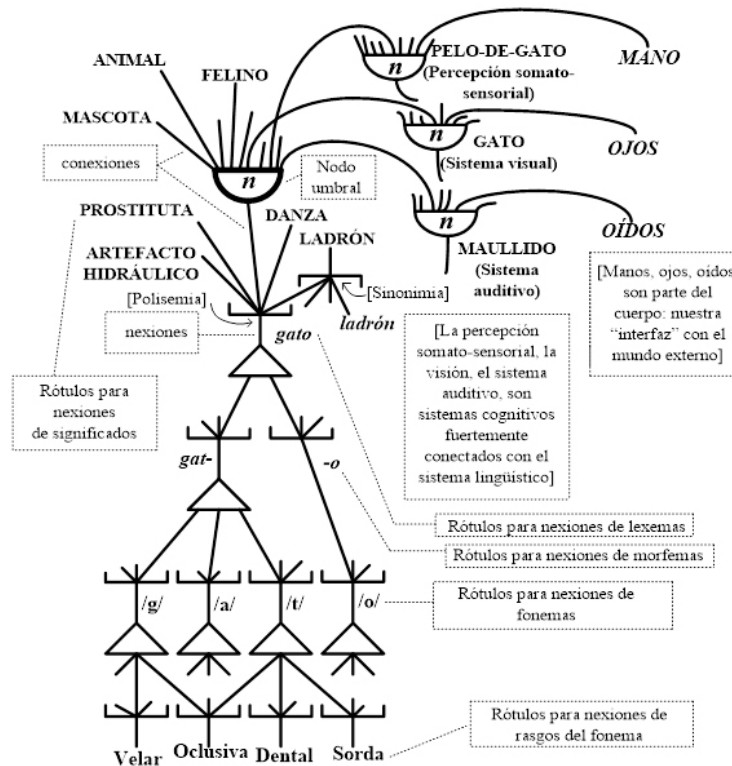 ANIMAL
FELINO
MASCOTA
conexiones
n
Nodo
umbral
n
PELO-DE-GATO
(Percepción somato-
sensorial)
MANO
n
GATO
(Sistema visual)
OJOS
n
MAULLIDO
(Sistema
auditivo)
OÍDOS
PROSTITUTA
DANZA
LADRÓN
ARTEFACTO
HIDRÁULICO
[Polisemia]
[Sinonimia]
ladrón
nexiones
gato
[Manos, ojos, oídos
son parte del
cuerpo: nuestra
“interfaz” con el
mundo externo]
[La percepción
somato-sensorial, la
visión, el sistema
auditivo, son
sistemas cognitivos
fuertemente
conectados con el
sistema lingüístico]
Rótulos para
nexiones
de significados
gat-
-o
Rótulos para nexiones de lexemas
Rótulos para nexiones de morfemas
/g/
/a/
/t/
/o/
Rótulos para nexiones de
fonemas
Rótulos para nexiones de
rasgos del fonema
Velar
Oclusiva
Dental
Sorda